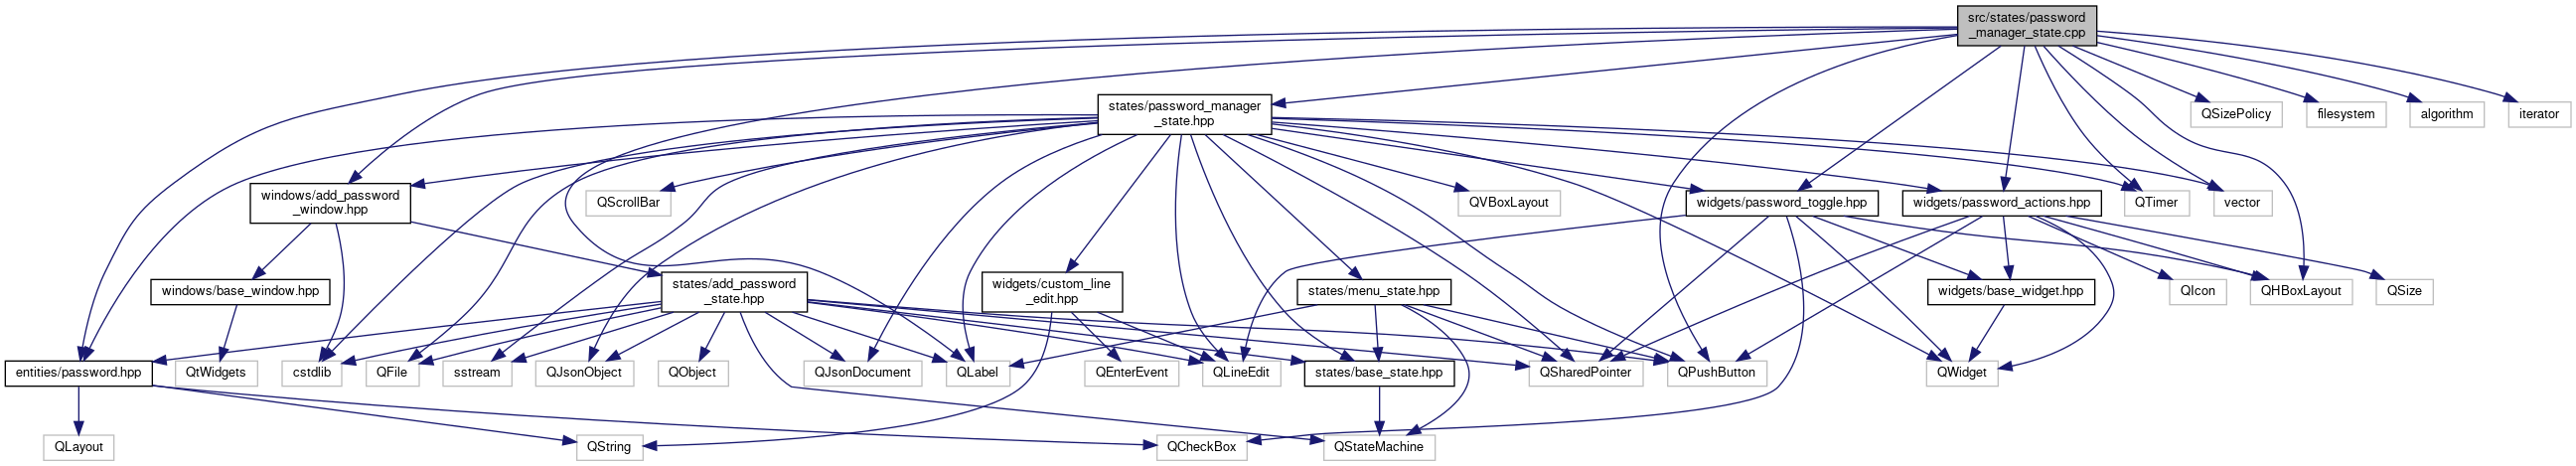 src/states/password
_manager_state.cpp
states/password_manager
_state.hpp
QSizePolicy
filesystem
algorithm
iterator
windows/add_password
_window.hpp
QScrollBar
QVBoxLayout
widgets/password_toggle.hpp
widgets/password_actions.hpp
QTimer
vector
windows/base_window.hpp
states/add_password
_state.hpp
widgets/custom_line
_edit.hpp
states/menu_state.hpp
widgets/base_widget.hpp
QIcon
QHBoxLayout
QSize
entities/password.hpp
QtWidgets
cstdlib
QFile
sstream
QJsonObject
QObject
QJsonDocument
QLabel
QEnterEvent
QLineEdit
states/base_state.hpp
QSharedPointer
QPushButton
QWidget
QLayout
QString
QCheckBox
QStateMachine